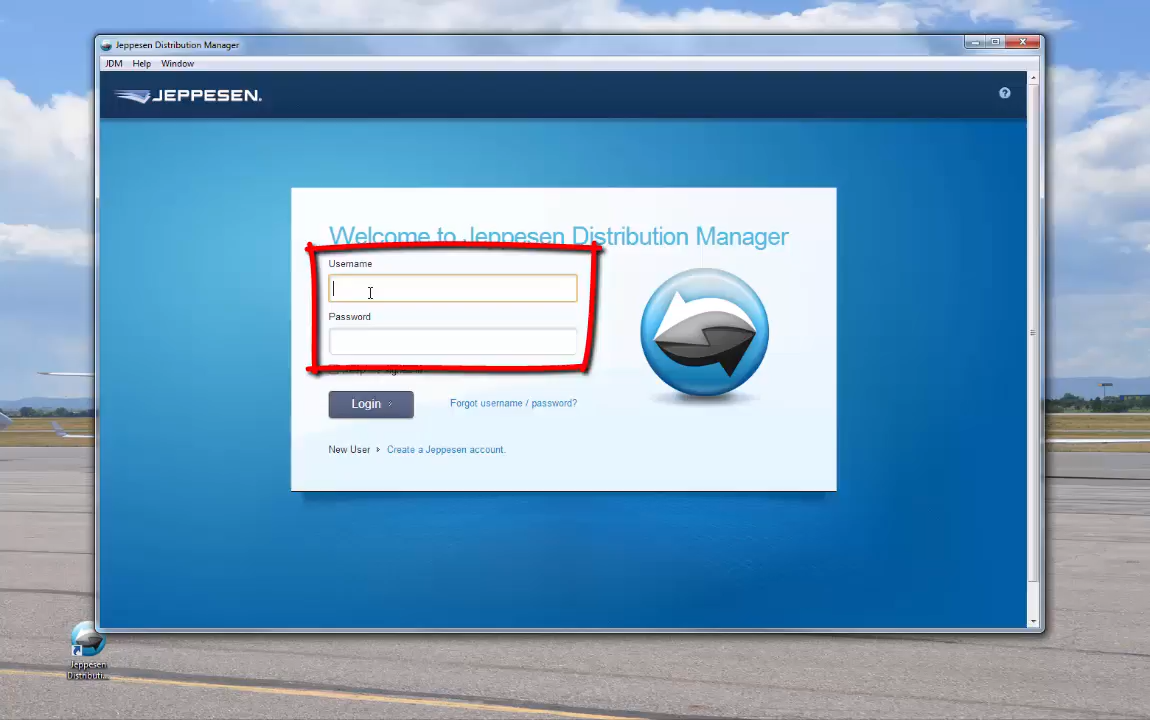 Jeppesen Distribution Manager
JDM Help Window
JEPPESEN.
Welcome to Jeppesen Distribution Manager
Username
Password
Login
Forgot username / password?
New User
Create a Jeppesen account.
Jeppesen
Distributi...